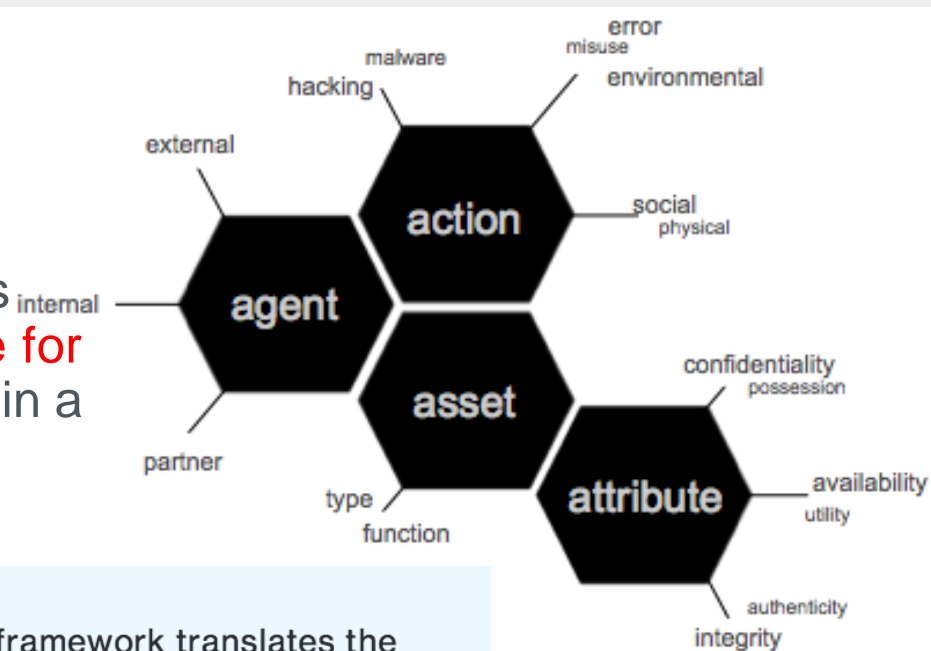 error
misuse
malware
environmental
hacking
external
action
social
physical
s
internal
agent
for
in a
confidentiality
possession
asset
partner
type
function
attribute
availability
utility
authenticity
integrity
framework translates the